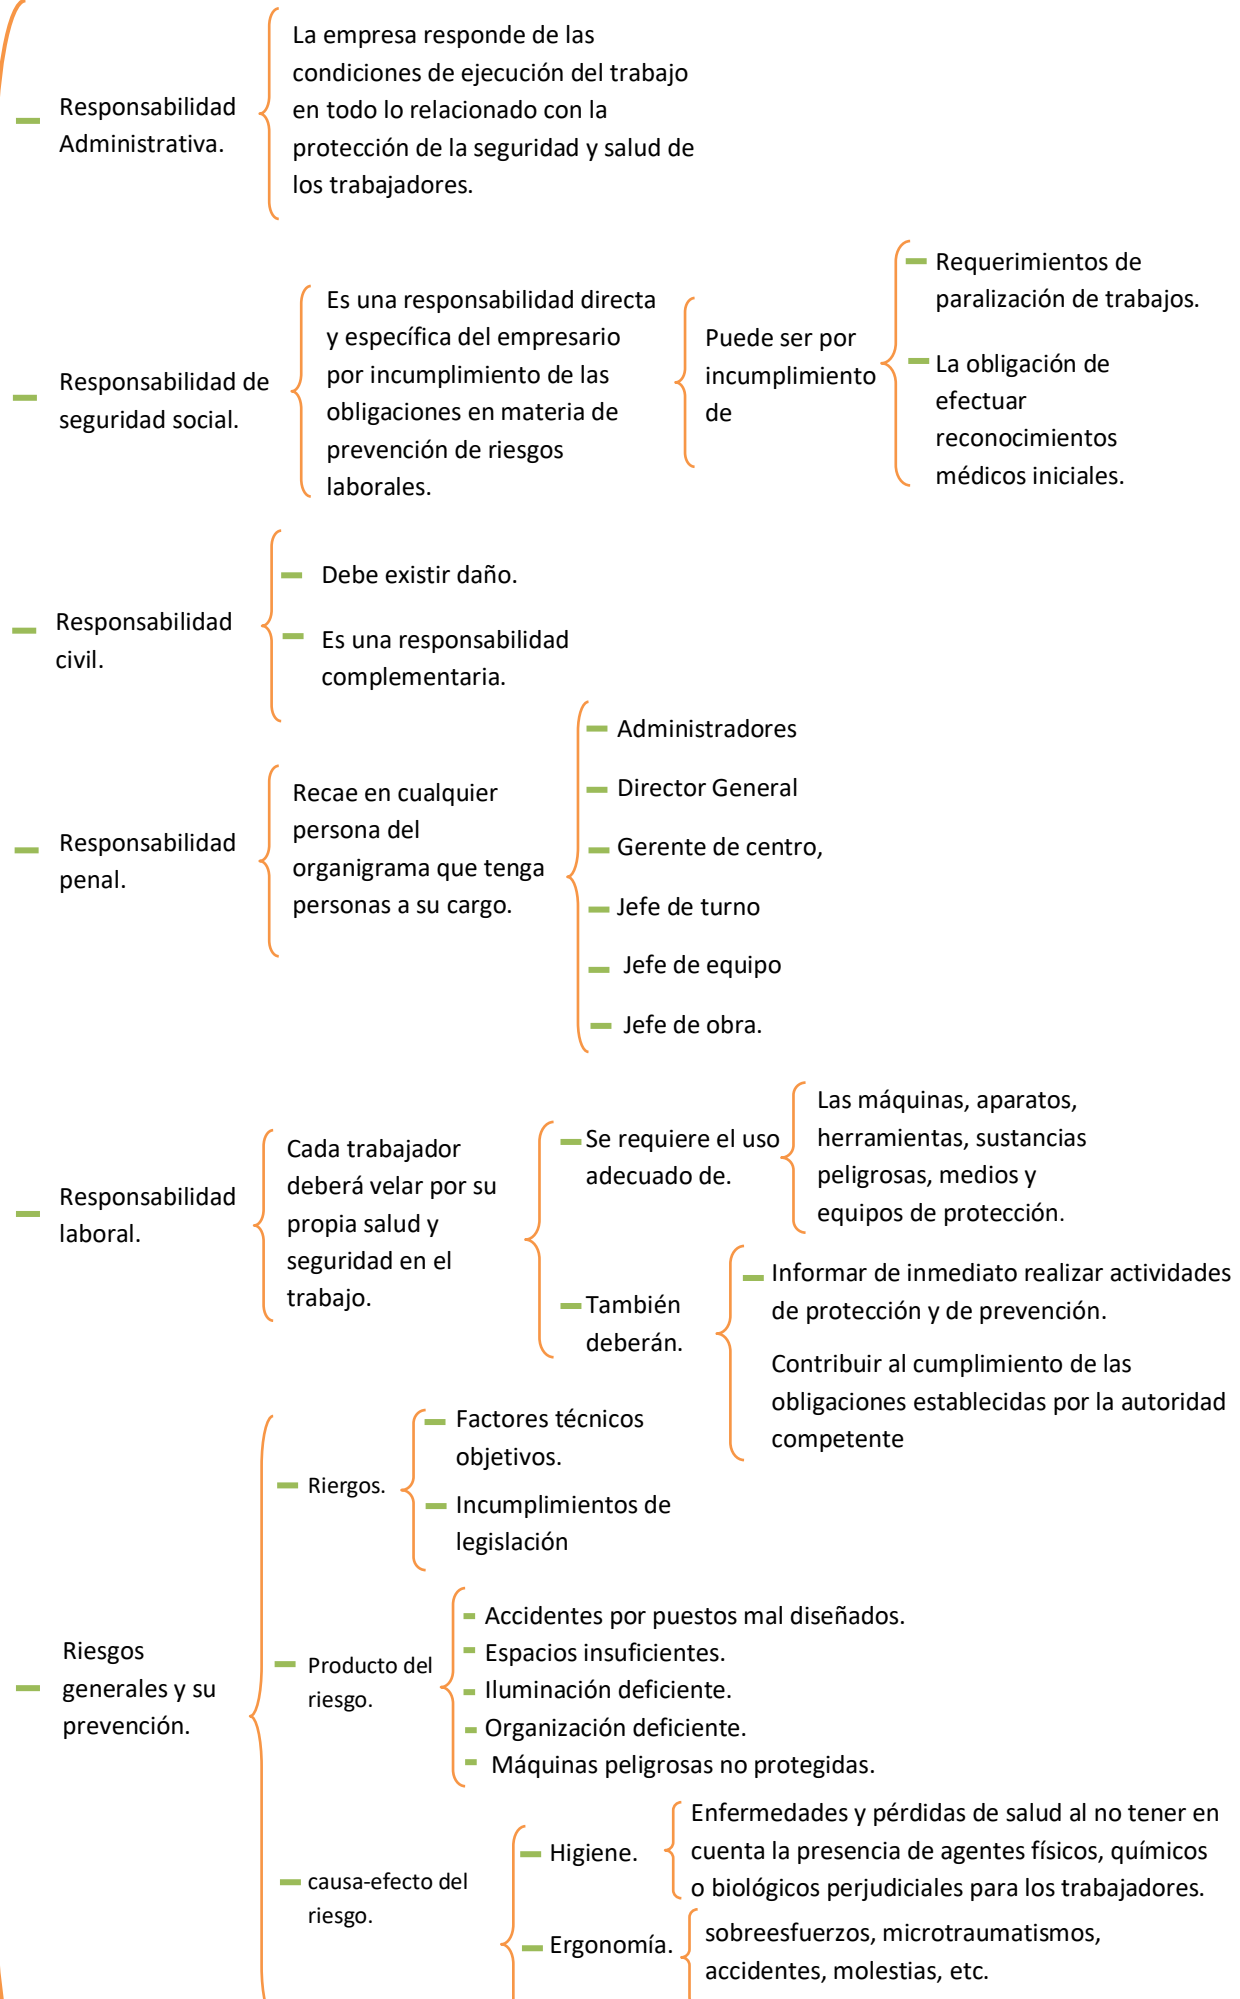 Responsabilidad
Administrativa.
La empresa responde de las
condiciones de ejecución del trabajo
en todo lo relacionado con la
protección de la seguridad y salud de
los trabajadores.
Responsabilidad de
seguridad social.
Es una responsabilidad directa
y específica del empresario
por incumplimiento de las
obligaciones en materia de
prevención de riesgos
laborales.
Puede ser por
incumplimiento
de
Requerimientos de
paralización de trabajos.
La obligación de
efectuar
reconocimientos
médicos iniciales.
Responsabilidad
civil.
Debe existir daño.
Es una responsabilidad
complementaria.
Responsabilidad
penal.
Recae en cualquier
persona del
organigrama que tenga
personas a su cargo.
Administradores
Director General
Gerente de centro,
Jefe de turno
Jefe de equipo
Jefe de obra.
Responsabilidad
laboral.
Cada trabajador
deberá velar por su
propia salud y
seguridad en el
trabajo.
Se requiere el uso
adecuado de.
Las máquinas, aparatos,
herramientas, sustancias
peligrosas, medios y
equipos de protección.
También
deberán.
Informar de inmediato realizar actividades
de protección y de prevención.
Contribuir al cumplimiento de las
obligaciones establecidas por la autoridad
competente
Riesgos
generales y su
prevención.
Riergos.
Factores técnicos
objetivos.
Incumplimientos de
legislación
Producto del
riesgo.
Accidentes por puestos mal diseñados.
Espacios insuficientes.
Iluminación deficiente.
Organización deficiente.
Máquinas peligrosas no protegidas.
causa-efecto del
riesgo.
Higiene.
Enfermedades y pérdidas de salud al no tener en
cuenta la presencia de agentes físicos, químicos
o biológicos perjudiciales para los trabajadores.
Ergonomía.
sobreesfuerzos, microtraumatismos,
accidentes, molestias, etc.